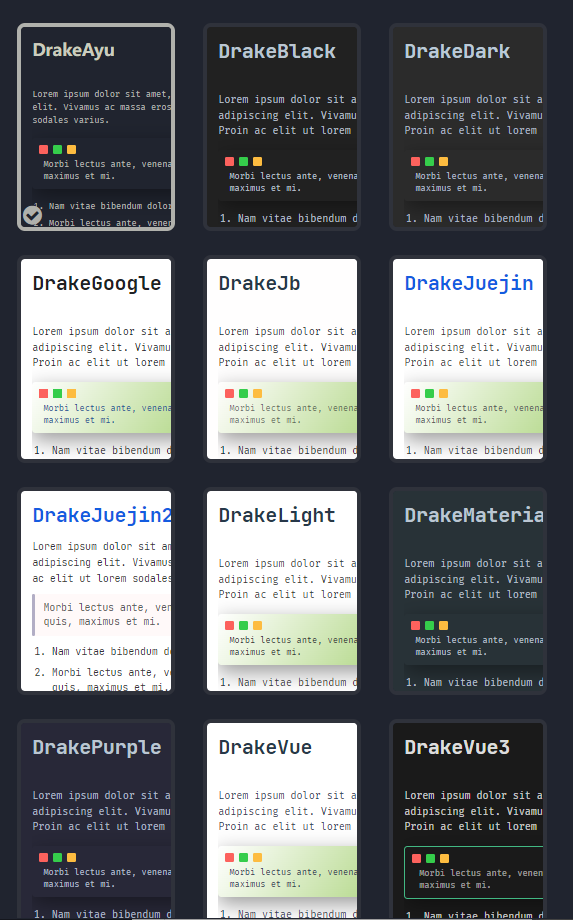 DrakeAyu
Lorem ipsum dolor sit amet,
elit. Vivamus ac massa eros
sodales varius.
Morbi lectus ante, venena
maximus et mi.
1. Nam vitae bibendum dolor
2. Morbi lectus ante, venen
DrakeBlack
Lorem ipsum dolor sit a
adipiscing elit. Vivamu
Proin ac elit ut lorem
Morbi lectus ante, venena
maximus et mi.
1. Nam vitae bibendum d
DrakeDark
Lorem ipsum dolor sit a
adipiscing elit. Vivamu
Proin ac elit ut lorem
Morbi lectus ante, venen
maximus et mi.
1. Nam vitae bibendum d
DrakeGoogle
Lorem ipsum dolor sit a
adipiscing elit. Vivamu
Proin ac elit ut lorem
Morbi lectus ante, venena
maximus et mi.
1. Nam vitae bibendum d
DrakeJb
Lorem ipsum dolor sit a
adipiscing elit. Vivamu
Proin ac elit ut lorem
Morbi lectus ante, venena
maximus et mi.
1. Nam vitae bibendum d
DrakeJuejin
Lorem ipsum dolor sit a
adipiscing elit. Vivamu
Proin ac elit ut lorem
Morbi lectus ante, venen
maximus et mi.
1. Nam vitae bibendum d
DrakeJuejin2
Lorem ipsum dolor sit am
adipiscing elit. Vivamus
ac elit ut lorem sodales
Morbi lectus ante, ven
quis, maximus et mi.
1. Nam vitae bibendum do
2. Morbi lectus ante, ve
quis, maximus et mi.
DrakeLight
Lorem ipsum dolor sit a
adipiscing elit. Vivamu
Proin ac elit ut lorem
Morbi lectus ante, venena
maximus et mi.
1. Nam vitae bibendum d
DrakeMateria
Lorem ipsum dolor sit a
adipiscing elit. Vivamu
Proin ac elit ut lorem
Morbi lectus ante, venen
maximus et mi.
1. Nam vitae bibendum d
DrakePurple
Lorem ipsum dolor sit a
adipiscing elit. Vivamu
Proin ac elit ut lorem
Morbi lectus ante, venena
maximus et mi.
1. Nam vitae bibendum d
DrakeVue
Lorem ipsum dolor sit a
adipiscing elit. Vivamu
Proin ac elit ut lorem
Morbi lectus ante, venena
maximus et mi.
1. Nam vitae bibendum d
DrakeVue3
Lorem ipsum dolor sit a
adipiscing elit. Vivamu
Proin ac elit ut lorem
Morbi lectus ante, venen
maximus et mi.
1. Nam vitae bibendum d